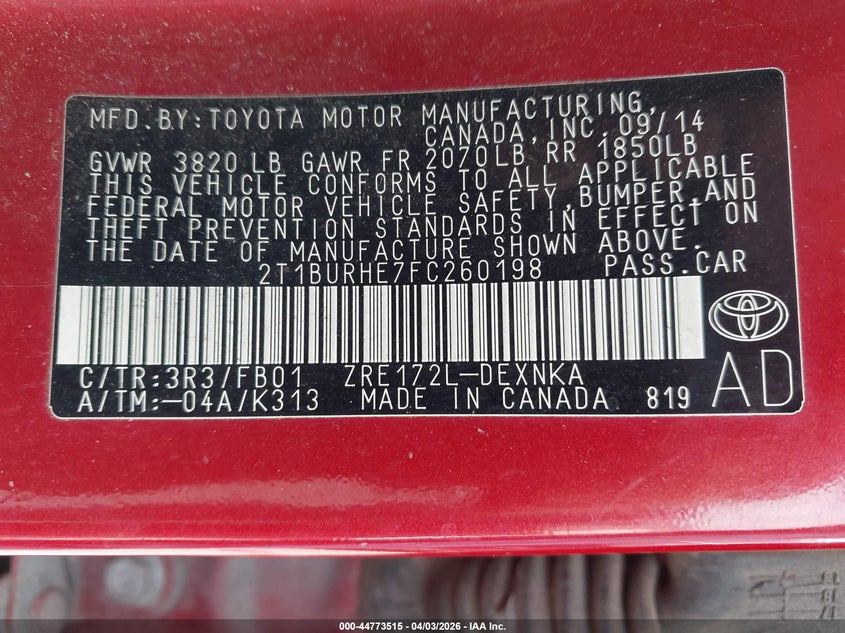 MFD.BY:TOYOTA MOTOR MANUFACTURING,
CANADA,INC.09/14
GVWR 3820LB GAWR FR 2070LB RR 1850LB
THIS VEHICLE CONFORMS TO ALL APPLICABLE
FEDERAL MOTOR VEHICLE SAFETY,BUMPER,AND
THEFT PREVENTION STANDARDS IN EFFECT ON
THE DATE OF MANUFACTURE SHOWN ABOVE.
2T1BURHE7FC260198 PASS.CAR
C/TR:3R3/FB01 ZRE172L-DEXNKA
A/TM:-04A/K313 MADE IN CANADA 819
AD
000-44773515 - 04/03/2026 - IAA Inc.